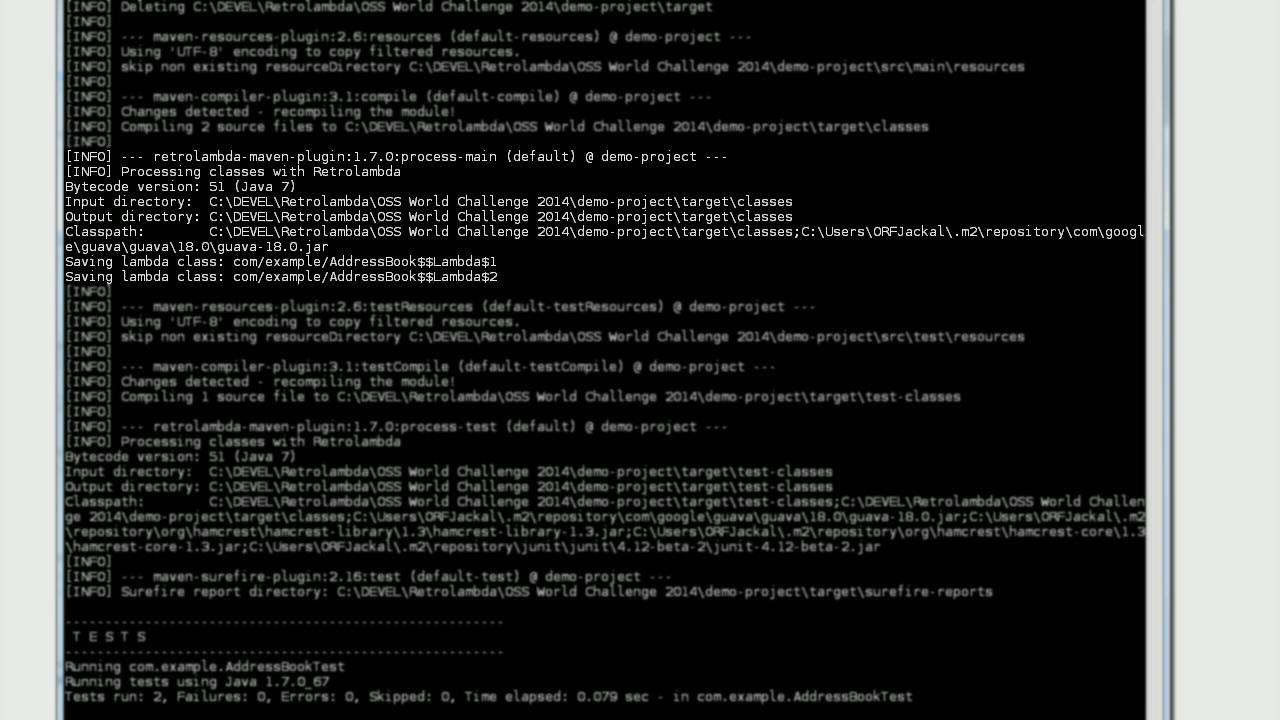 [INFO] Deleting C:\DEVEL\Retrolambda\OSS World Challenge 2014\demo-project\target
[INFO]
[INFO] --- maven-resources-plugin:2.6:resources (default-resources) @ demo-project ---
[INFO] Using 'UTF-8' encoding to copy filtered resources.
[INFO] skip non existing resourceDirectory C:\DEVEL\Retrolambda\OSS World Challenge 2014\demo-project\src\main\resources
[INFO]
[INFO] --- maven-compiler-plugin:3.1:compile (default-compile) @ demo-project ---
[INFO] Changes detected - recompiling the module!
[INFO] Compiling 2 source files to C:\DEVEL\Retrolambda\OSS World Challenge 2014\demo-project\target\classes
[INFO]
[INFO] --- retrolambda-maven-plugin:1.7.0:process-main (default) @ demo-project ---
[INFO] Processing classes with Retrolambda
Bytecode version: 51 (Java 7)
Input directory:  C:\DEVEL\Retrolambda\OSS World Challenge 2014\demo-project\target\classes
Output directory: C:\DEVEL\Retrolambda\OSS World Challenge 2014\demo-project\target\classes
Classpath:        C:\DEVEL\Retrolambda\OSS World Challenge 2014\demo-project\target\classes;C:\Users\ORFJackal\.m2\repository\com\googl
e\guava\guava\18.0\guava-18.0.jar
Saving lambda class: com/example/AddressBook$$Lambda$1
Saving lambda class: com/example/AddressBook$$Lambda$2
[INFO]
[INFO] --- maven-resources-plugin:2.6:testResources (default-testResources) @ demo-project ---
[INFO] Using 'UTF-8' encoding to copy filtered resources.
[INFO] skip non existing resourceDirectory C:\DEVEL\Retrolambda\OSS World Challenge 2014\demo-project\src\test\resources
[INFO]
[INFO] --- maven-compiler-plugin:3.1:testCompile (default-testCompile) @ demo-project ---
[INFO] Changes detected - recompiling the module!
[INFO] Compiling 1 source file to C:\DEVEL\Retrolambda\OSS World Challenge 2014\demo-project\target\test-classes
[INFO]
[INFO] --- retrolambda-maven-plugin:1.7.0:process-test (default) @ demo-project ---
[INFO] Processing classes with Retrolambda
Bytecode version: 51 (Java 7)
Input directory:  C:\DEVEL\Retrolambda\OSS World Challenge 2014\demo-project\target\test-classes
Output directory: C:\DEVEL\Retrolambda\OSS World Challenge 2014\demo-project\target\test-classes
Classpath:        C:\DEVEL\Retrolambda\OSS World Challenge 2014\demo-project\target\test-classes;C:\DEVEL\Retrolambda\OSS World Challen
ge 2014\demo-project\target\classes;C:\Users\ORFJackal\.m2\repository\com\google\guava\guava\18.0\guava-18.0.jar;C:\Users\ORFJackal\.m2
\repository\org\hamcrest\hamcrest-library\1.3\hamcrest-library-1.3.jar;C:\Users\ORFJackal\.m2\repository\org\hamcrest\hamcrest-core\1.3
\hamcrest-core-1.3.jar;C:\Users\ORFJackal\.m2\repository\junit\junit\4.12-beta-2\junit-4.12-beta-2.jar
[INFO]
[INFO] --- maven-surefire-plugin:2.16:test (default-test) @ demo-project ---
[INFO] Surefire report directory: C:\DEVEL\Retrolambda\OSS World Challenge 2014\demo-project\target\surefire-reports
-------------------------------------------------------
 T E S T S
-------------------------------------------------------
Running com.example.AddressBookTest
Running tests using Java 1.7.0_67
Tests run: 2, Failures: 0, Errors: 0, Skipped: 0, Time elapsed: 0.079 sec - in com.example.AddressBookTest